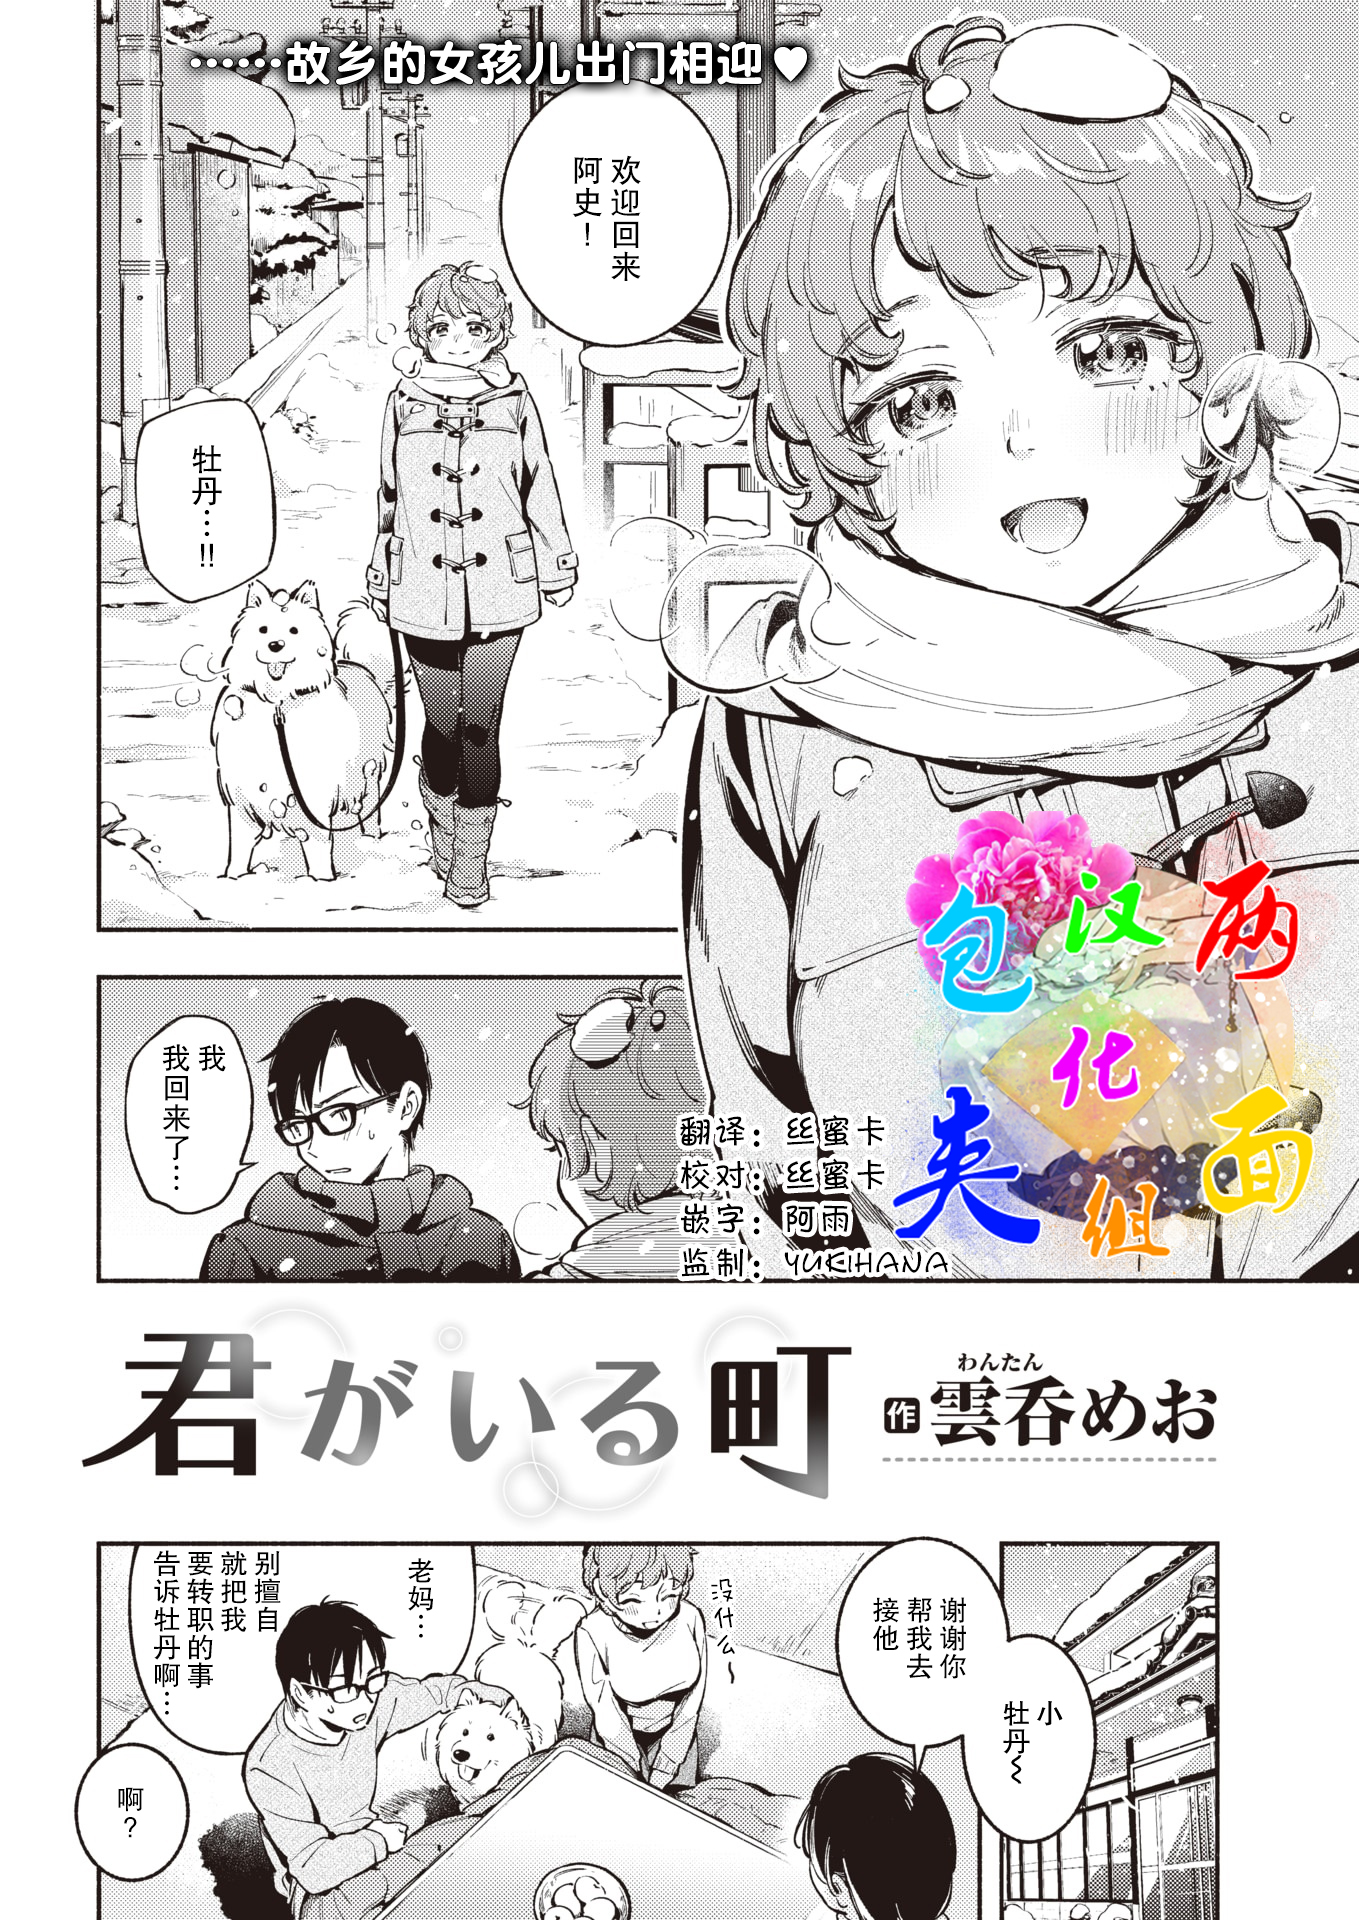 ……故乡的女孩儿出门相迎♥
欢迎回来
阿史！
牡丹…!!
我
我回来了…
两面
汉化组
包夹
翻译：丝蜜卡
校对：丝蜜卡
嵌字：阿雨
监制：YUKIHANA
君がいる町
作 雲呑めお
わんたん
小
牡丹~
谢谢你
帮我去
接他
没什么~
老妈…
别擅自
就把我
要转职的事
告诉牡丹啊…
啊？